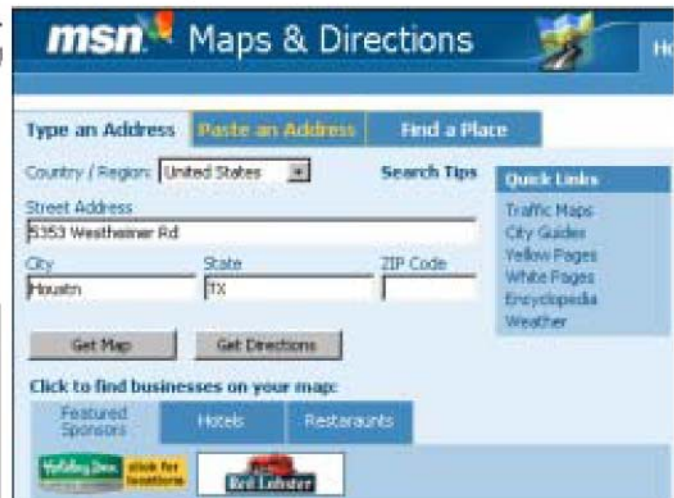 msn Maps & Directions
Ho
Type an Address Paste an Address Find a Place
Country / Region: United States Search Tips
Quick Links
Street Address
5353 Westheimer Rd
Traffic Maps
City Guides
City State ZIP Code
Yellow Pages
Houstn TX
White Pages
Encyclopedia
Weather
Get Map Get Directions
Click to find businesses on your map:
Featured Sponsors Hotels Restaraunts
Holiday Inn click for locations Red Lobster